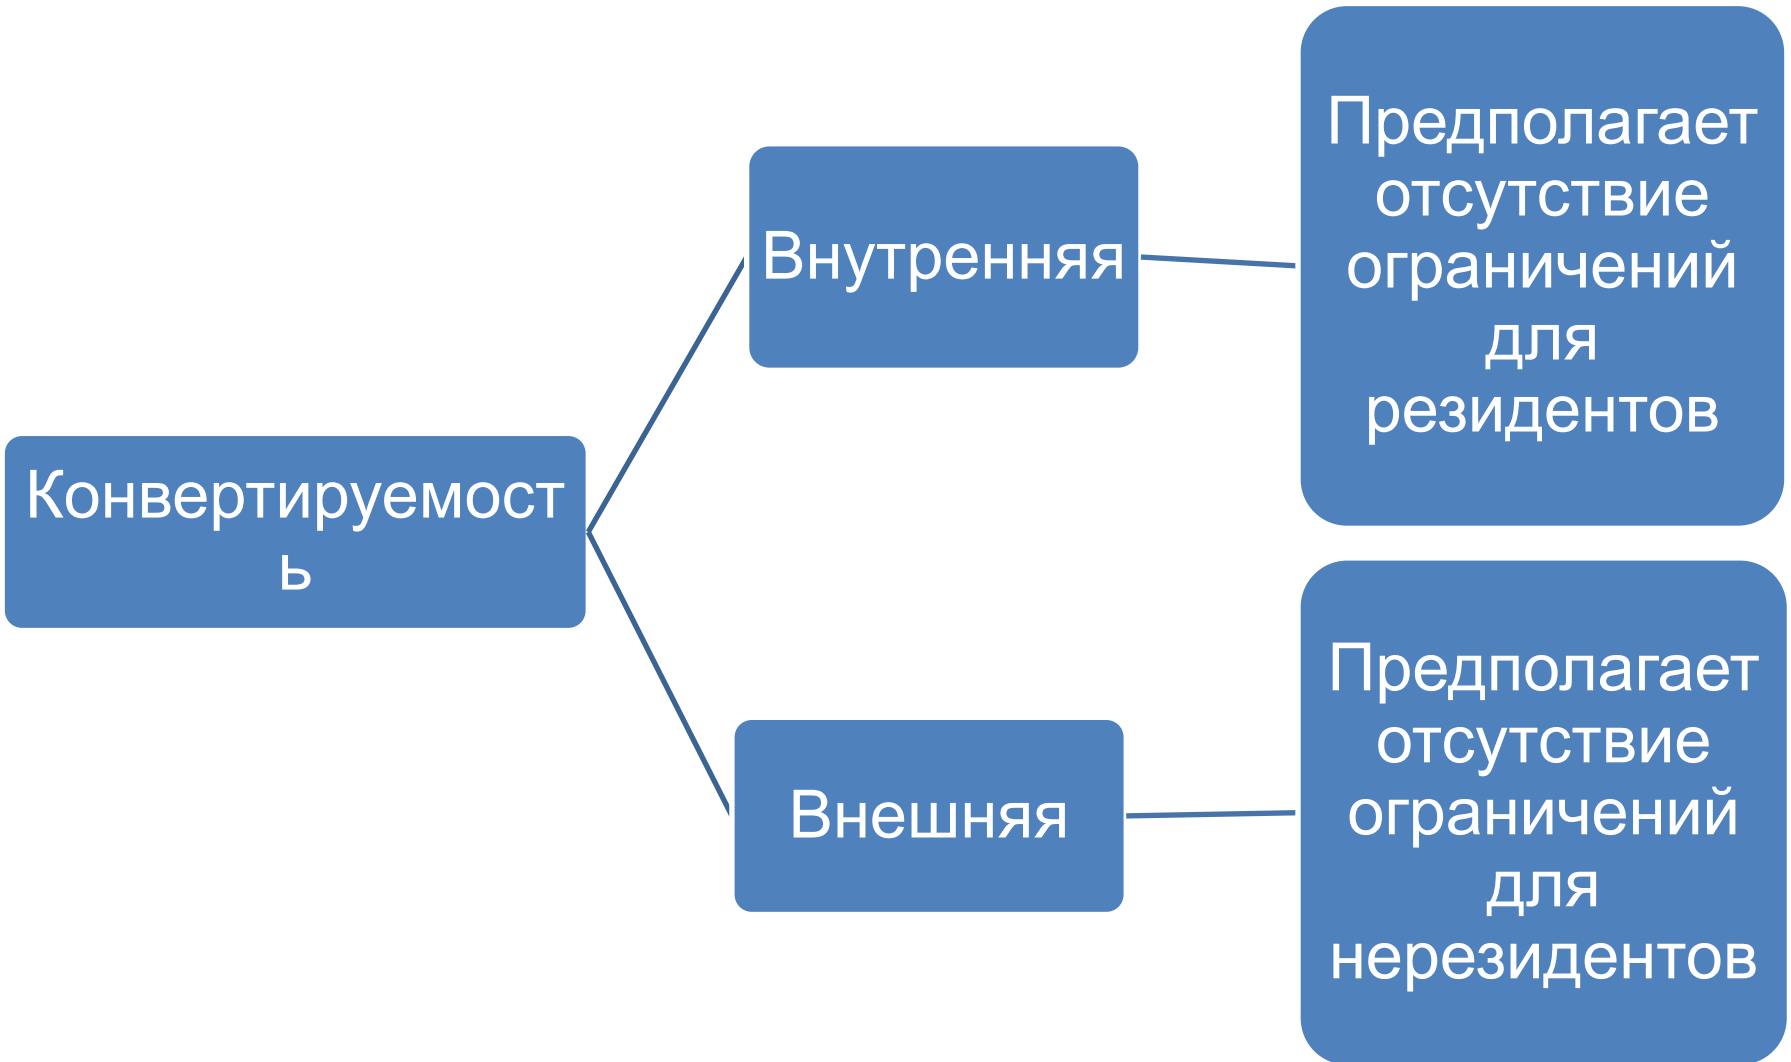 Конвертируемост
ь
Внутренняя
Предполагает
отсутствие
ограничений
для
резидентов
Внешняя
Предполагает
отсутствие
ограничений
для
нерезидентов